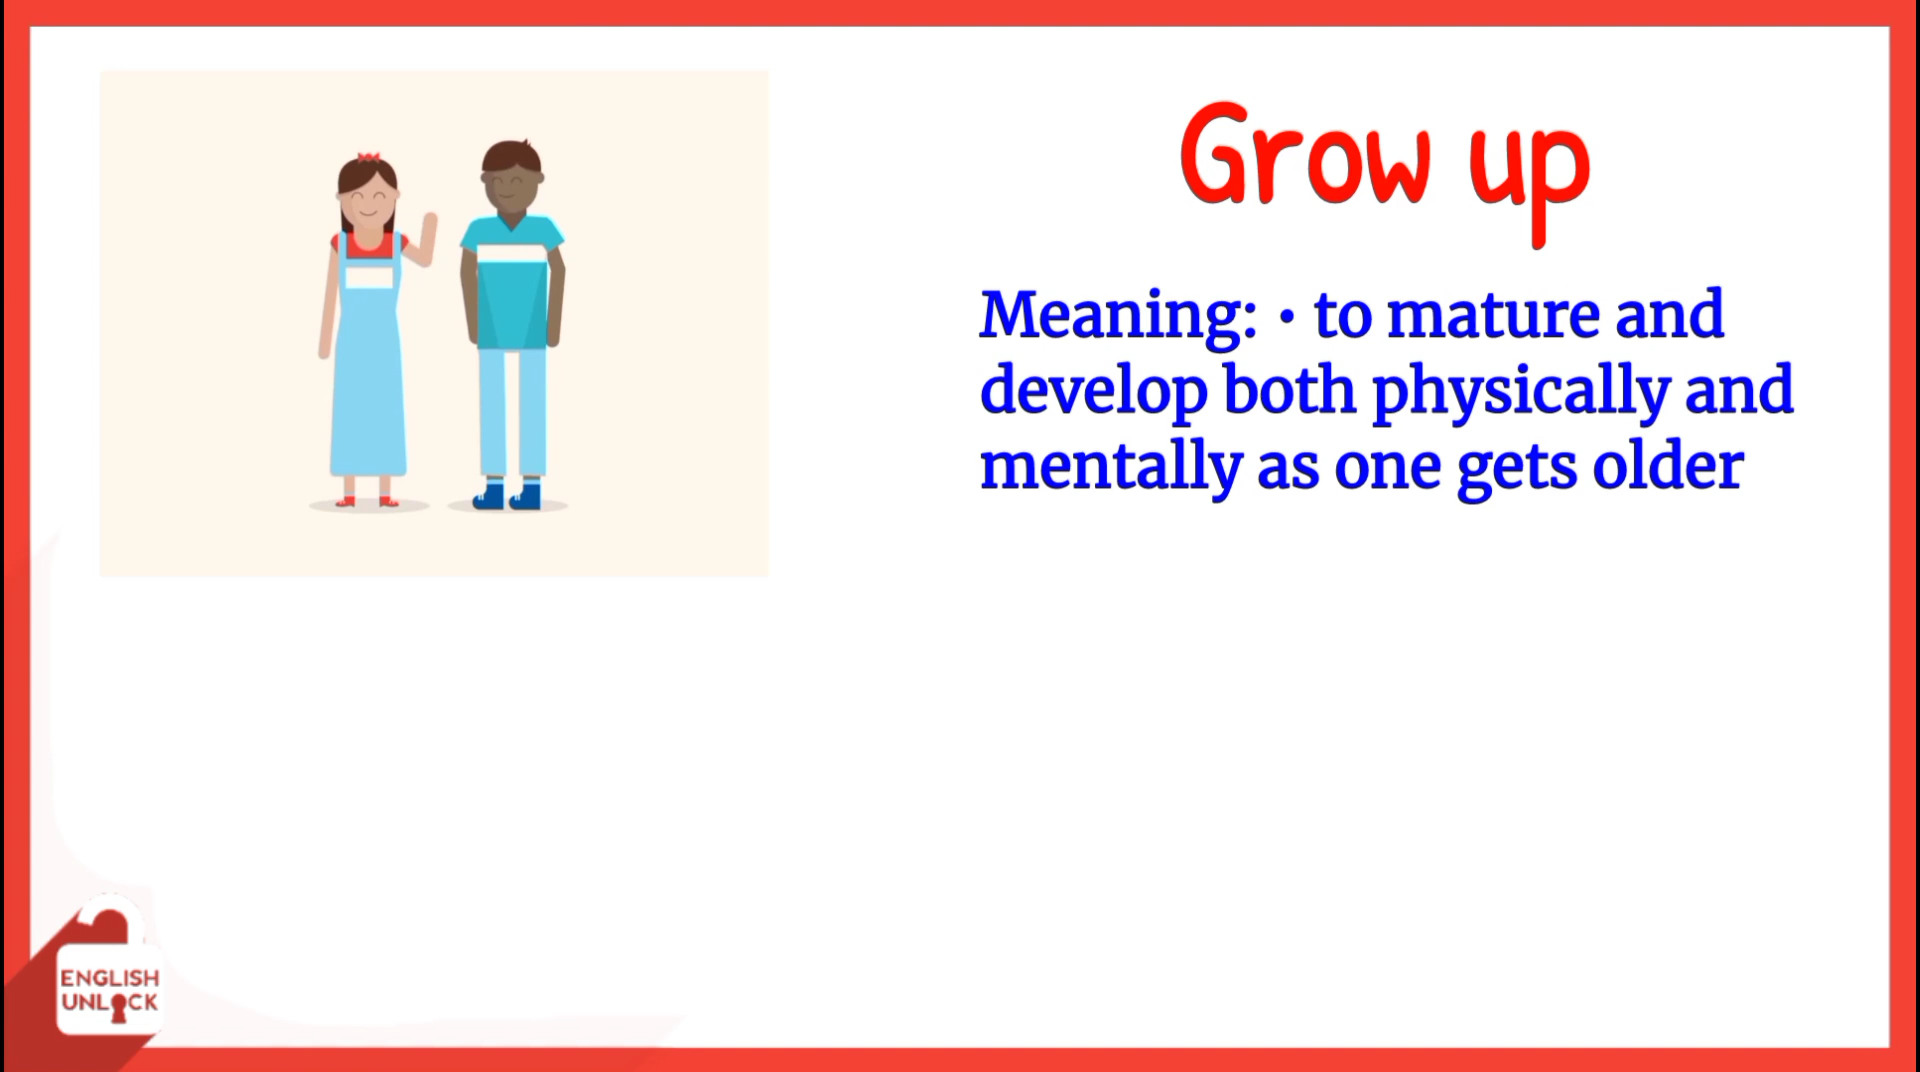 Grow up
Meaning: • to mature and
develop both physically and
mentally as one gets older
ENGLISH
UNLOCK